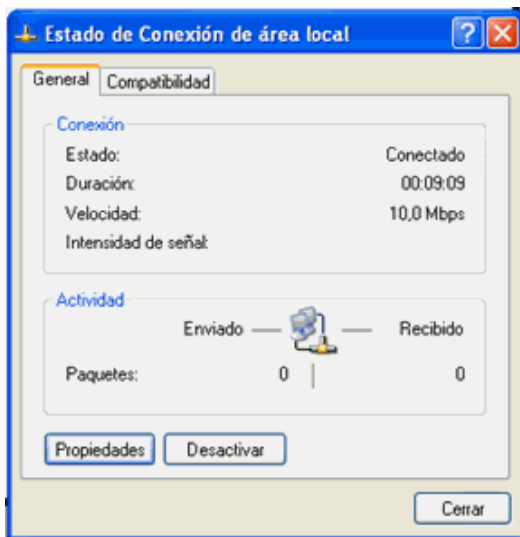 Estado de Conexión de área local
General Compatibilidad
Conexión
Estado: Conectado
Duración: 00:09:09
Velocidad: 10,0 Mbps
Intensidad de señal:
Actividad
Enviado Recibido
Paquetes: 0 0
Propiedades Desactivar
Cerrar